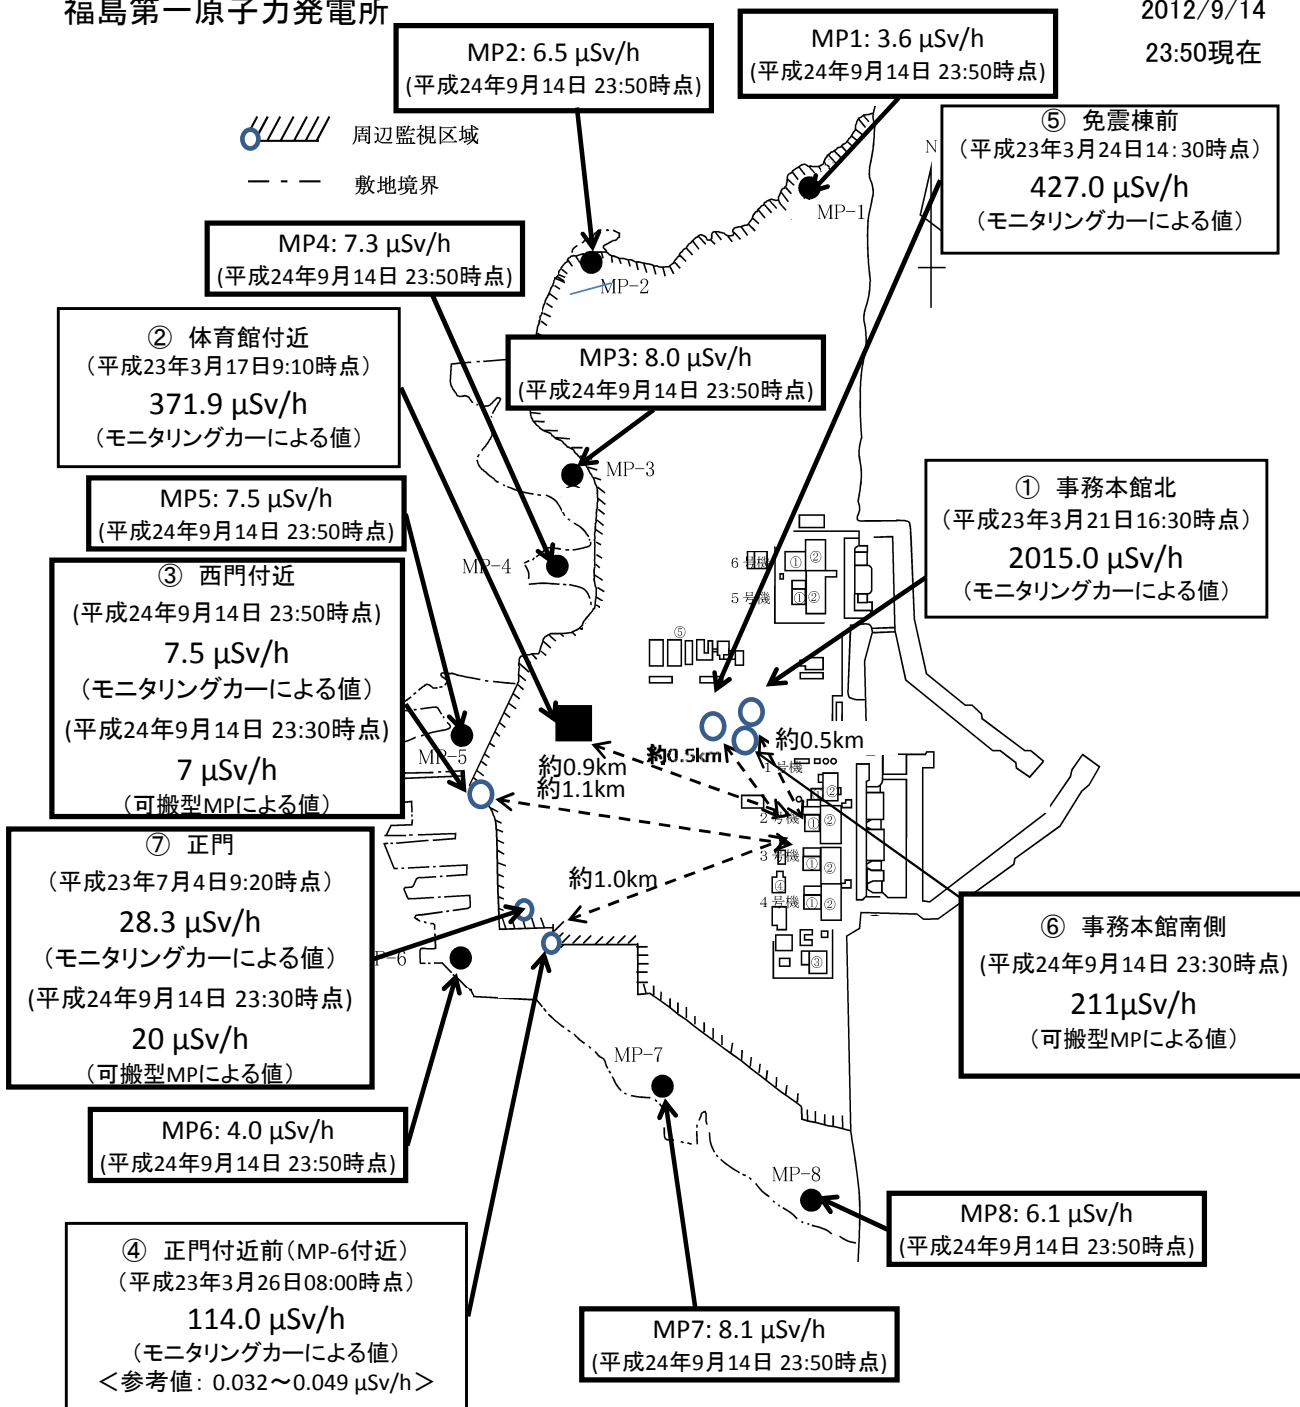 福島第一原子力発電所
2012/9/14
23:50現在
MP2: 6.5 μSv/h
(平成24年9月14日 23:50時点)
MP1: 3.6 μSv/h
(平成24年9月14日 23:50時点)
周辺監視区域
敷地境界
⑤ 免震棟前
(平成23年3月24日14:30時点)
427.0 μSv/h
(モニタリングカーによる値)
N
MP-1
MP4: 7.3 μSv/h
(平成24年9月14日 23:50時点)
MP-2
② 体育館付近
(平成23年3月17日9:10時点)
371.9 μSv/h
(モニタリングカーによる値)
MP3: 8.0 μSv/h
(平成24年9月14日 23:50時点)
MP-3
MP5: 7.5 μSv/h
(平成24年9月14日 23:50時点)
① 事務本館北
(平成23年3月21日16:30時点)
2015.0 μSv/h
(モニタリングカーによる値)
MP-4
6号機
① ②
5号機
① ②
③ 西門付近
(平成24年9月14日 23:50時点)
7.5 μSv/h
(モニタリングカーによる値)
(平成24年9月14日 23:30時点)
7 μSv/h
(可搬型MPによる値)
⑤
MP-5
約0.9km
約1.1km
約0.5km
約0.5km
1号機
②
2号機
① ②
3号機
① ②
④
4号機
① ②
③
約1.0km
⑦ 正門
(平成23年7月4日9:20時点)
28.3 μSv/h
(モニタリングカーによる値)
(平成24年9月14日 23:30時点)
20 μSv/h
(可搬型MPによる値)
P-6
⑥ 事務本館南側
(平成24年9月14日 23:30時点)
211μSv/h
(可搬型MPによる値)
MP-7
MP6: 4.0 μSv/h
(平成24年9月14日 23:50時点)
MP-8
MP8: 6.1 μSv/h
(平成24年9月14日 23:50時点)
④ 正門付近前(MP-6付近)
(平成23年3月26日08:00時点)
114.0 μSv/h
(モニタリングカーによる値)
<参考値: 0.032～0.049 μSv/h>
MP7: 8.1 μSv/h
(平成24年9月14日 23:50時点)